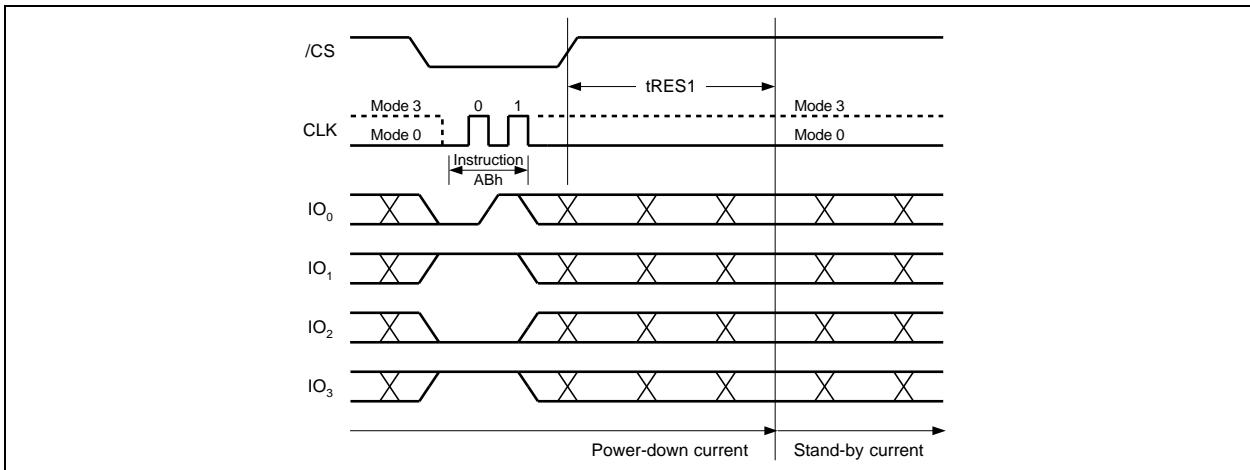 /CS
tRES1
Mode 3 0 1 Mode 3
CLK
Mode 0 Mode 0
Instruction
ABh
IO0
IO1
IO2
IO3
Power-down current Stand-by current